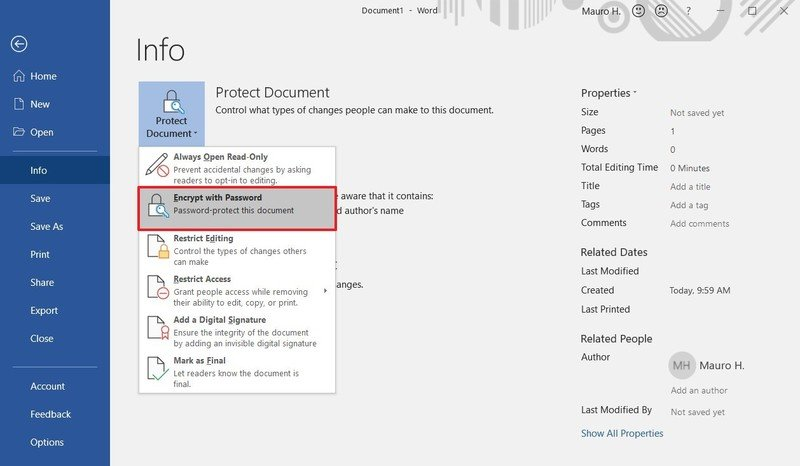 Document1 - Word
Mauro H.
?
Info
Home
New
Open
Info
Save
Save As
Print
Share
Export
Close
Account
Feedback
Options
Protect Document
Protect Document
Control what types of changes people can make to this document.
Always Open Read-Only
Prevent accidental changes by asking
readers to opt-in to editing.
Encrypt with Password
Password-protect this document
Restrict Editing
Control the types of changes others
can make
Restrict Access
Grant people access while removing
their ability to edit, copy, or print.
Add a Digital Signature
Ensure the integrity of the document
by adding an invisible digital signature
Mark as Final
Let readers know the document is
final.
e aware that it contains:
d author's name
anges.
Properties
Size Not saved yet
Pages 1
Words 0
Total Editing Time 0 Minutes
Title Add a title
Tags Add a tag
Comments Add comments
Related Dates
Last Modified
Created Today, 9:59 AM
Last Printed
Related People
Author MH Mauro H.
Add an author
Last Modified By Not saved yet
Show All Properties